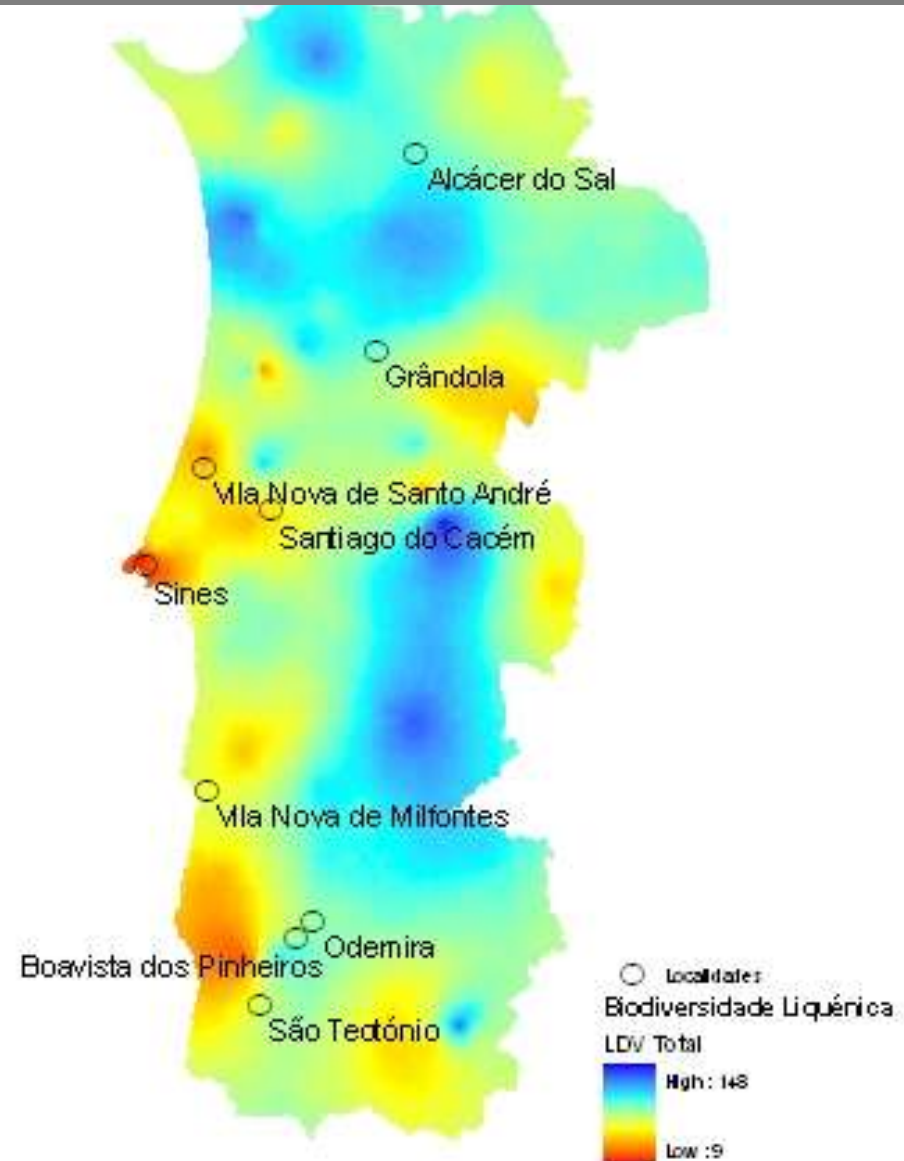 Alcácer do Sal
Grândola
Vila Nova de Santo André
Santiago do Cacém
Sines
Vila Nova de Milfontes
Odemira
Boavista dos Pinheiros
São Teotónio
Localidades
Biodiversidade Liquénica
LDV Total
High : 148
Low : 9